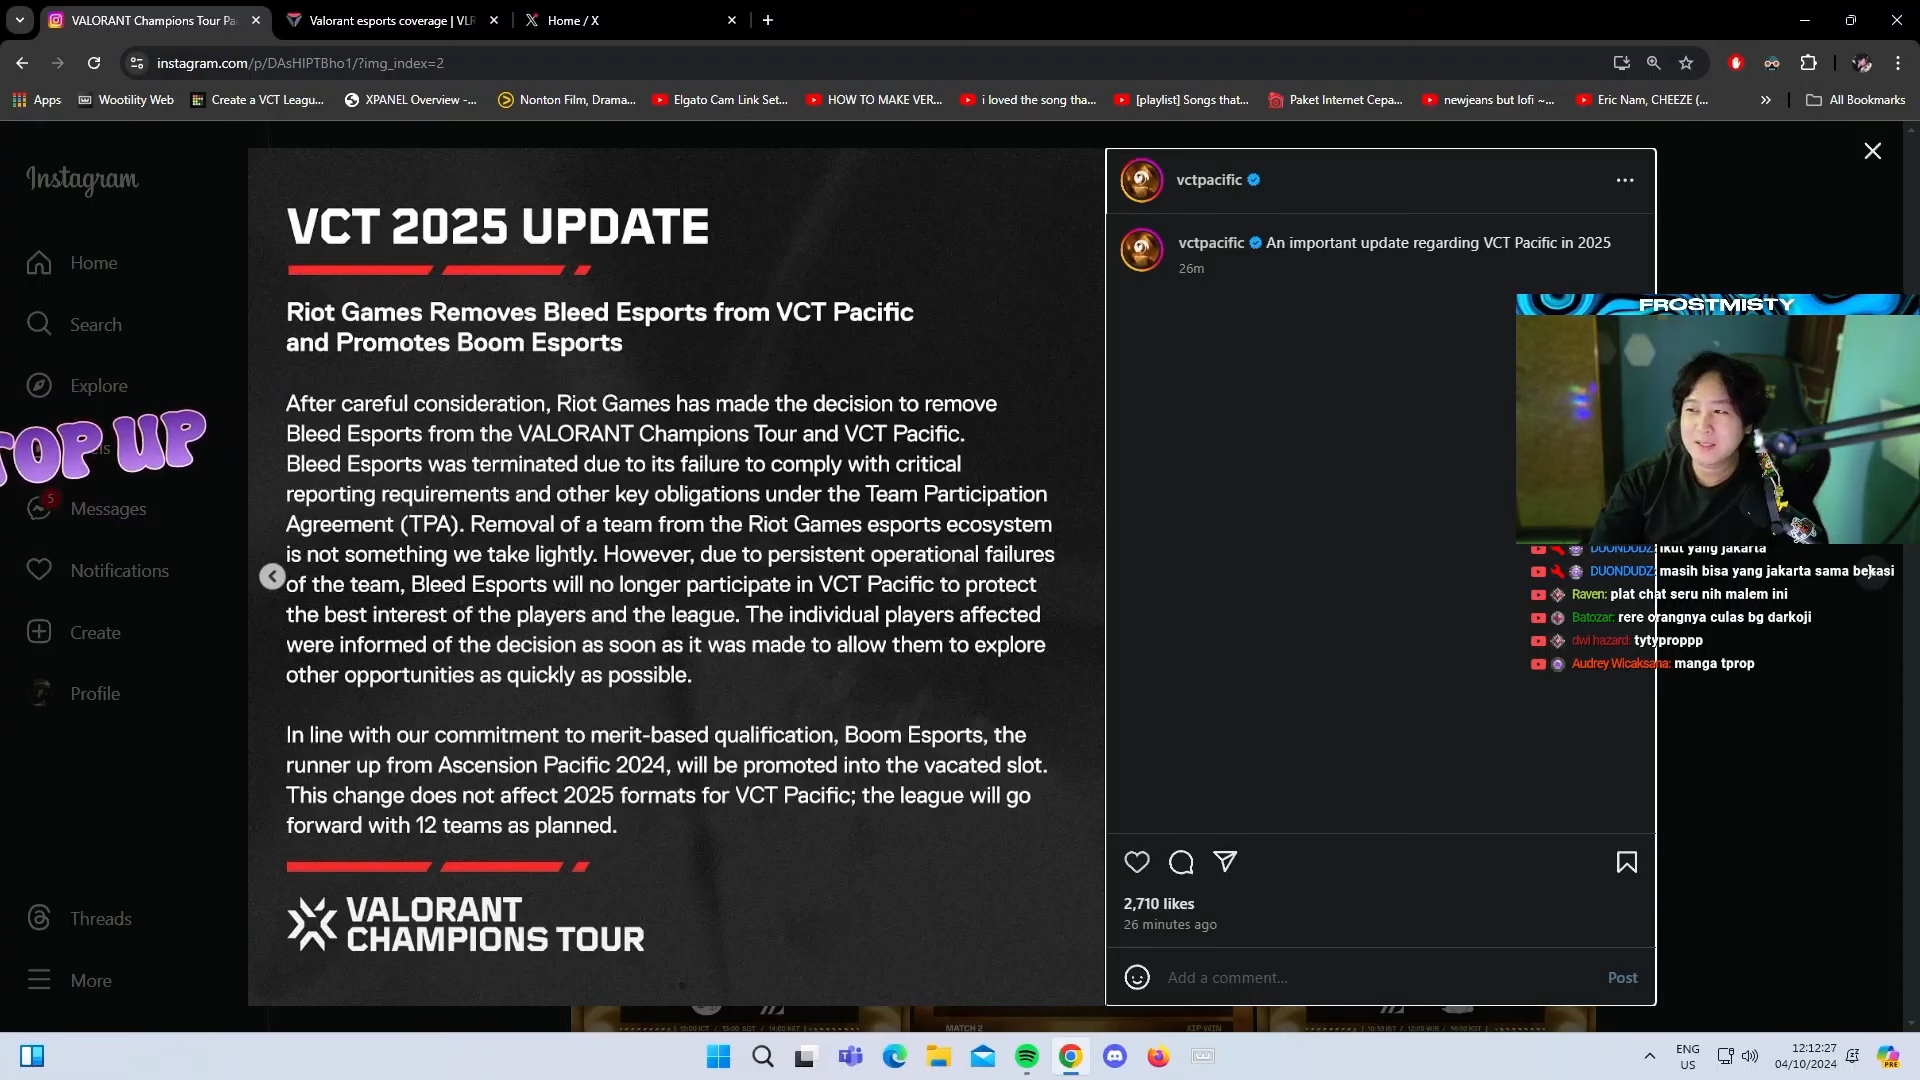 VALORANT Champions Tour Pa
Valorant esports coverage | VLR
Home / X
instagram.com/p/DAsHIPTBho1/?img_index=2
Apps
Wootility Web
Create a VCT Leagu...
XPANEL Overview -...
Nonton Film, Drama...
Elgato Cam Link Set...
HOW TO MAKE VER...
i loved the song tha...
[playlist] Songs that...
Paket Internet Cepa...
newjeans but lofi ~...
Eric Nam, CHEEZE (...
All Bookmarks
Instagram
Home
Search
Explore
TOP UP
5
Messages
Notifications
Create
Profile
Threads
More
VCT 2025 UPDATE
Riot Games Removes Bleed Esports from VCT Pacific
and Promotes Boom Esports
After careful consideration, Riot Games has made the decision to remove
Bleed Esports from the VALORANT Champions Tour and VCT Pacific.
Bleed Esports was terminated due to its failure to comply with critical
reporting requirements and other key obligations under the Team Participation
Agreement (TPA). Removal of a team from the Riot Games esports ecosystem
is not something we take lightly. However, due to persistent operational failures
of the team, Bleed Esports will no longer participate in VCT Pacific to protect
the best interest of the players and the league. The individual players affected
were informed of the decision as soon as it was made to allow them to explore
other opportunities as quickly as possible.
In line with our commitment to merit-based qualification, Boom Esports, the
runner up from Ascension Pacific 2024, will be promoted into the vacated slot.
This change does not affect 2025 formats for VCT Pacific; the league will go
forward with 12 teams as planned.
VALORANT
CHAMPIONS TOUR
vctpacific
vctpacific An important update regarding VCT Pacific in 2025
26m
FROSTMISTY
DUONDUDZ: ikut yang jakarta
DUONDUDZ: masih bisa yang jakarta sama bekasi
Raven: plat chat seru nih malem ini
Batozar: rere orangnya culas bg darkoji
dwi hazard: tytyproppp
Audrey Wicaksana: manga tprop
2,710 likes
26 minutes ago
Add a comment...
Post
MATCH 2
ENG
US
12:12:27
04/10/2024
PRE